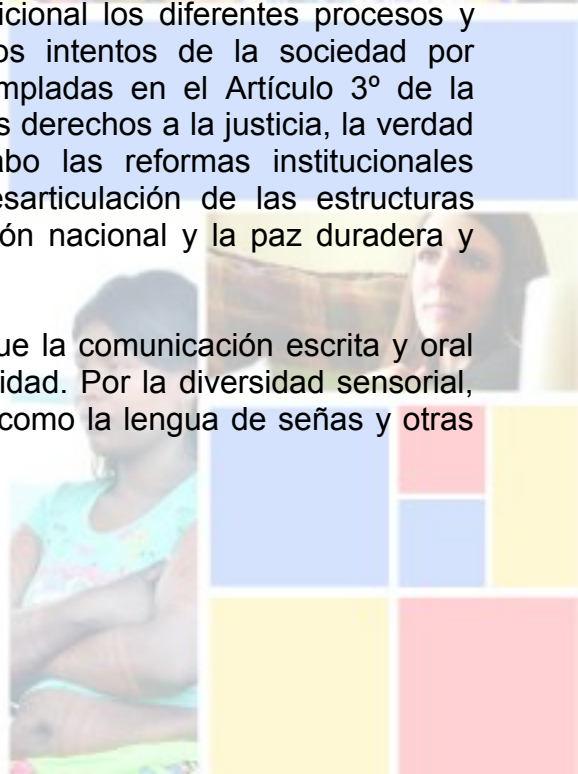 icional los diferentes procesos y
os intentos de la sociedad por
mpladas en el Artículo 3º de la
s derechos a la justicia, la verdad
abo las reformas institucionales
esarticulación de las estructuras
ón nacional y la paz duradera y
ue la comunicación escrita y oral
idad. Por la diversidad sensorial,
como la lengua de señas y otras